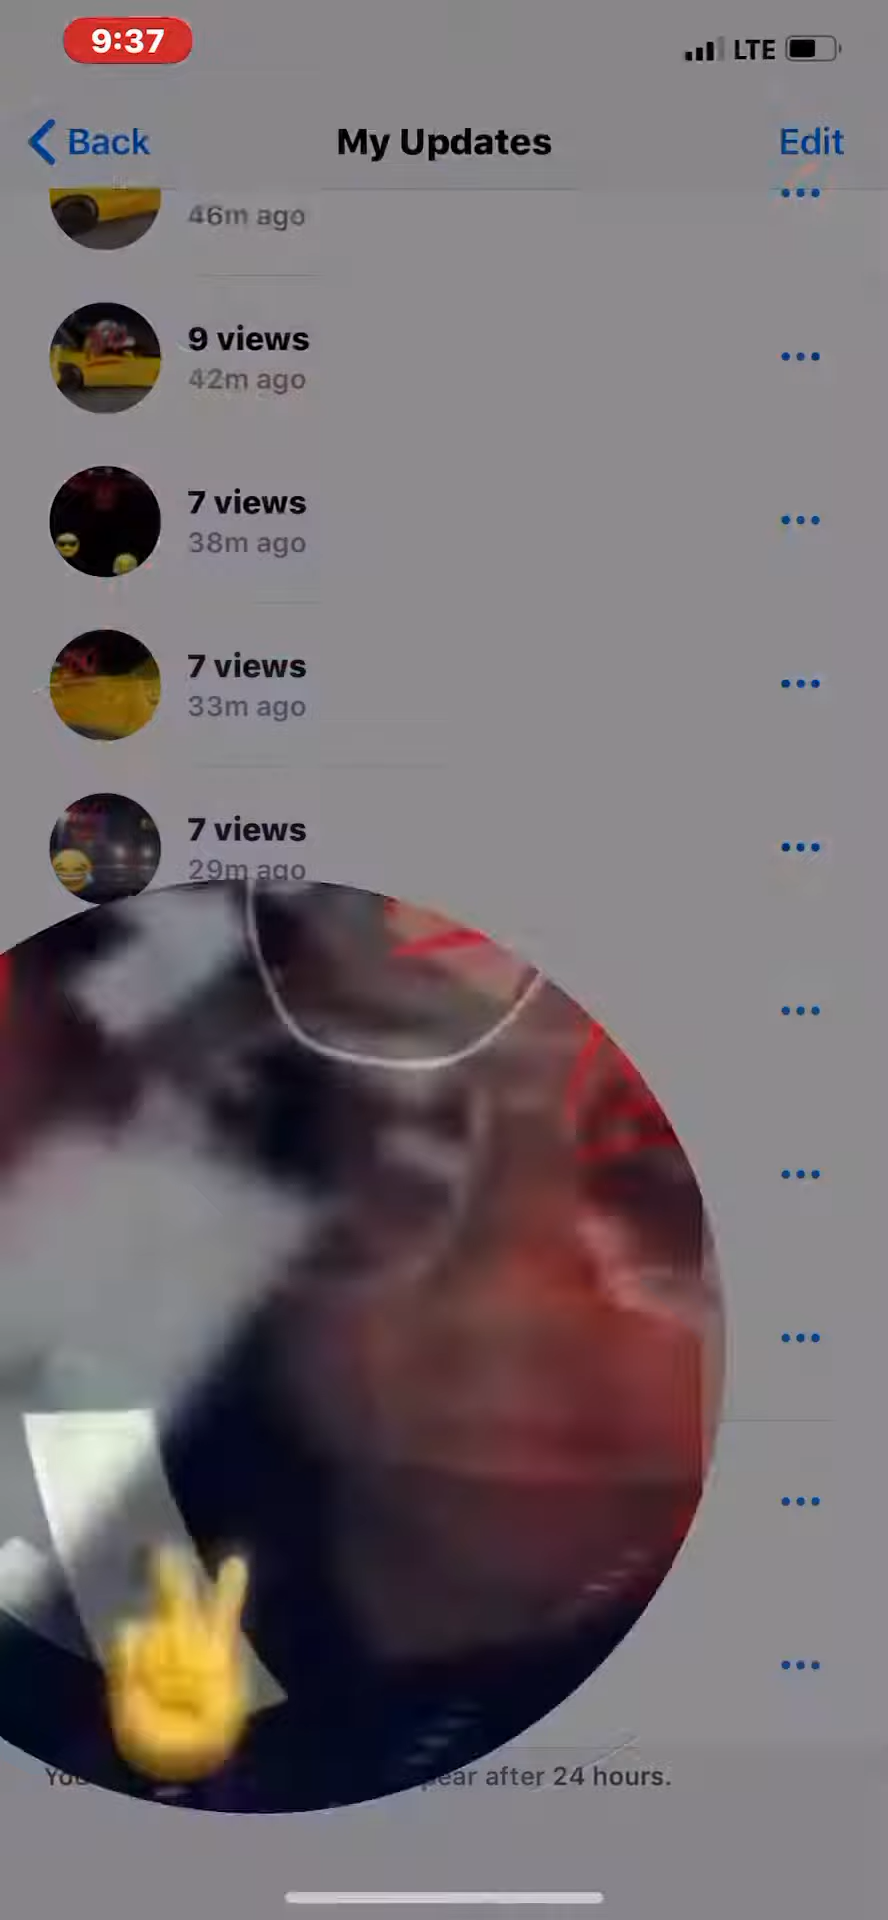 9:37
LTE
Back
My Updates
Edit
46m ago
9 views
42m ago
7 views
38m ago
7 views
33m ago
7 views
29m ago
after 24 hours.